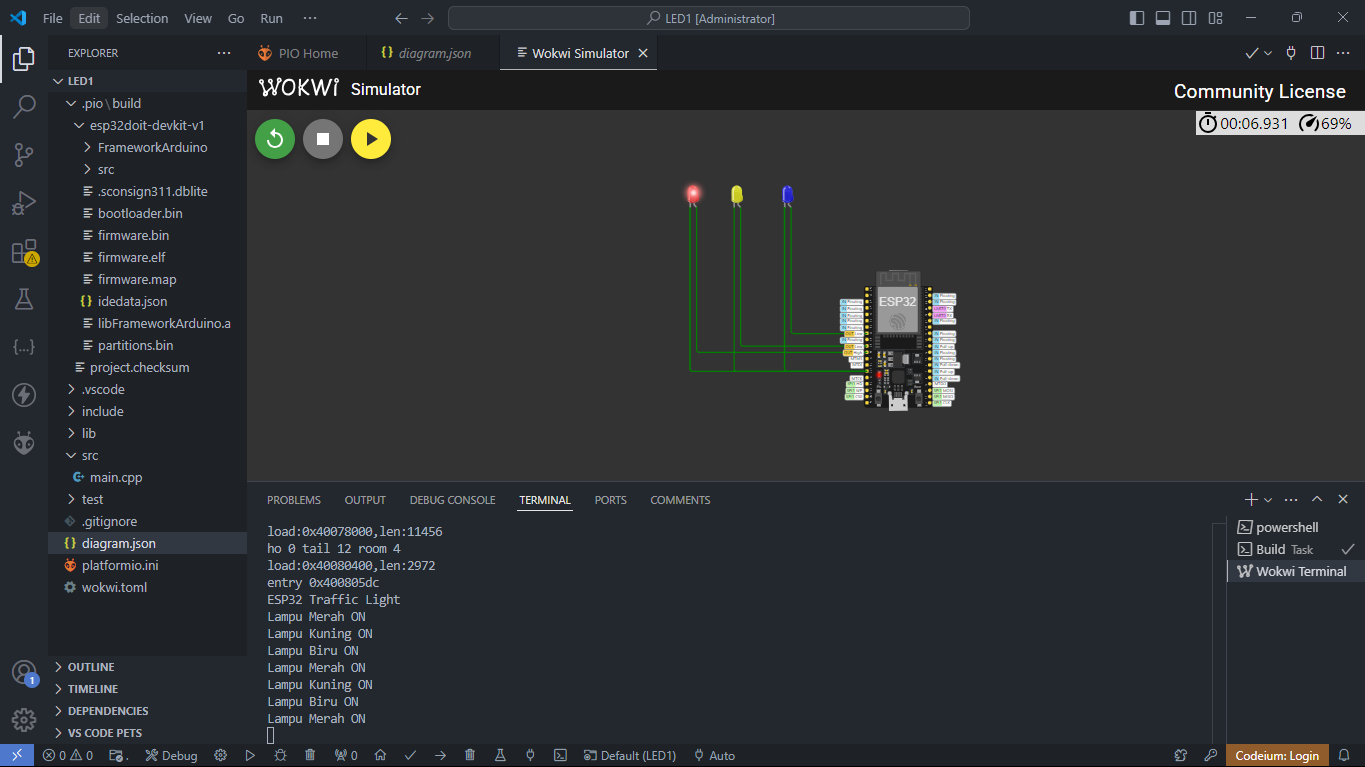 File Edit Selection View Go Run ···
LED1 [Administrator]
EXPLORER ···
LED1
.pio\build
esp32doit-devkit-v1
FrameworkArduino
src
.sconsign311.dblite
bootloader.bin
firmware.bin
firmware.elf
firmware.map
{} idedata.json
libFrameworkArduino.a
partitions.bin
project.checksum
.vscode
include
lib
src
main.cpp
test
.gitignore
{} diagram.json
platformio.ini
wokwi.toml
OUTLINE
TIMELINE
DEPENDENCIES
VS CODE PETS
1
PIO Home
{} diagram.json
Wokwi Simulator
WOKWI Simulator
Community License
00:06.931 69%
ESP32
PROBLEMS OUTPUT DEBUG CONSOLE TERMINAL PORTS COMMENTS
load:0x40078000,len:11456
ho 0 tail 12 room 4
load:0x40080400,len:2972
entry 0x400805dc
ESP32 Traffic Light
Lampu Merah ON
Lampu Kuning ON
Lampu Biru ON
Lampu Merah ON
Lampu Kuning ON
Lampu Biru ON
Lampu Merah ON
powershell
Build Task
Wokwi Terminal
0 0 Debug 0 Default (LED1) Auto Codeium: Login